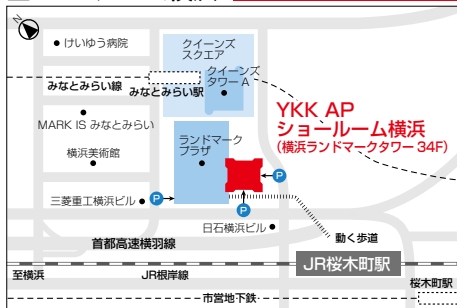 N
けいゆう病院
クイーンズ
スクエア
クイーンズ
タワーA
みなとみらい線
みなとみらい駅
MARK IS みなとみらい
YKK AP
ショールーム横浜
(横浜ランドマークタワー 34F)
ランドマーク
プラザ
横浜美術館
P
三菱重工横浜ビル
P
P
日石横浜ビル
動く歩道
首都高速横羽線
JR桜木町駅
至横浜
JR根岸線
桜木町駅
市営地下鉄